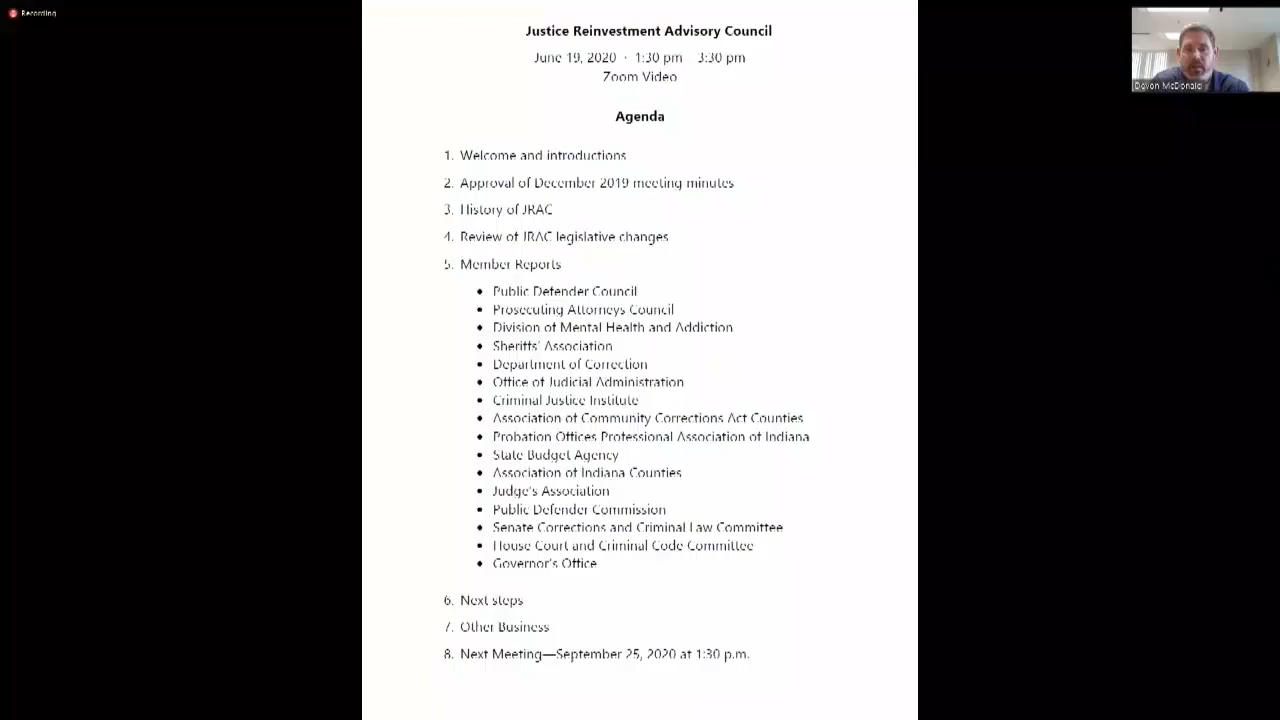 Recording
Justice Reinvestment Advisory Council
June 19, 2020 · 1:30 pm 3:30 pm
Zoom Video
Agenda
1. Welcome and introductions
2. Approval of December 2019 meeting minutes
3. History of JRAC
4. Review of JRAC legislative changes
5. Member Reports
• Public Defender Council
• Prosecuting Attorneys Council
• Division of Mental Health and Addiction
• Sheriffs' Association
• Department of Correction
• Office of Judicial Administration
• Criminal Justice Institute
• Association of Community Corrections Act Counties
• Probation Offices Professional Association of Indiana
• State Budget Agency
• Association of Indiana Counties
• Judge's Association
• Public Defender Commission
• Senate Corrections and Criminal Law Committee
• House Court and Criminal Code Committee
• Governor's Office
6. Next steps
7. Other Business
8. Next Meeting—September 25, 2020 at 1:30 p.m.
Devon McDonald